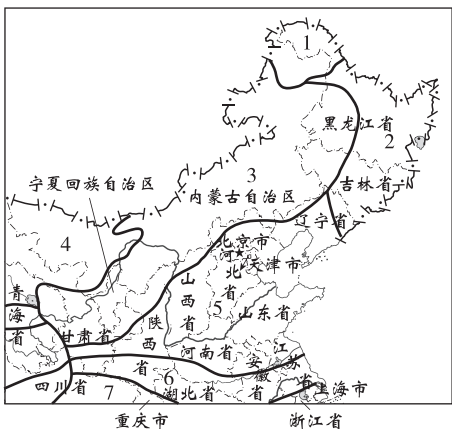 1
黑龙江省
2
3
吉林省
宁夏回族自治区
内蒙古自治区
辽宁省
4
北京市
河北省
天津市
山西省
5
山东省
青海省
甘肃省
陕西省
河南省
江苏省
安徽省
四川省
6
7
湖北省
上海市
重庆市
浙江省